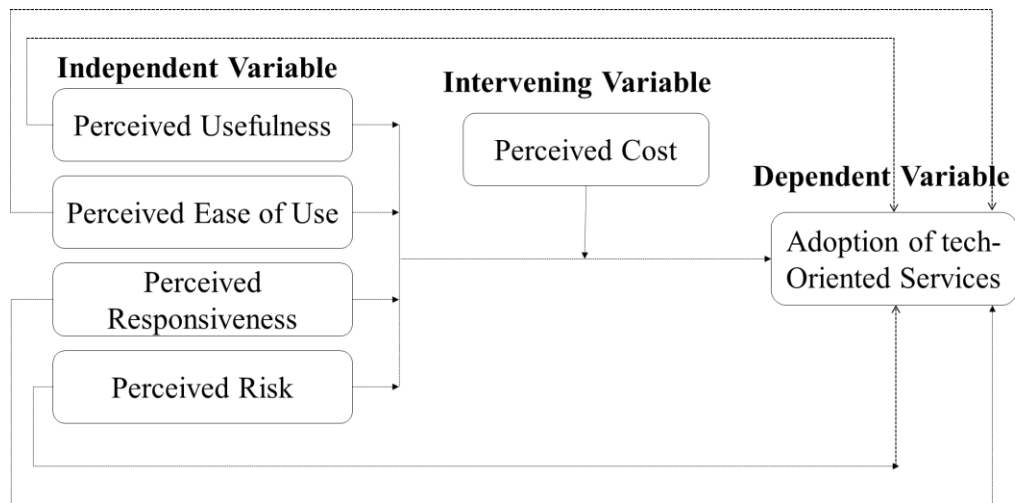 Independent Variable
Perceived Usefulness
Perceived Ease of Use
Perceived
Responsiveness
Perceived Risk
Intervening Variable
Perceived Cost
Dependent Variable
Adoption of tech-
Oriented Services